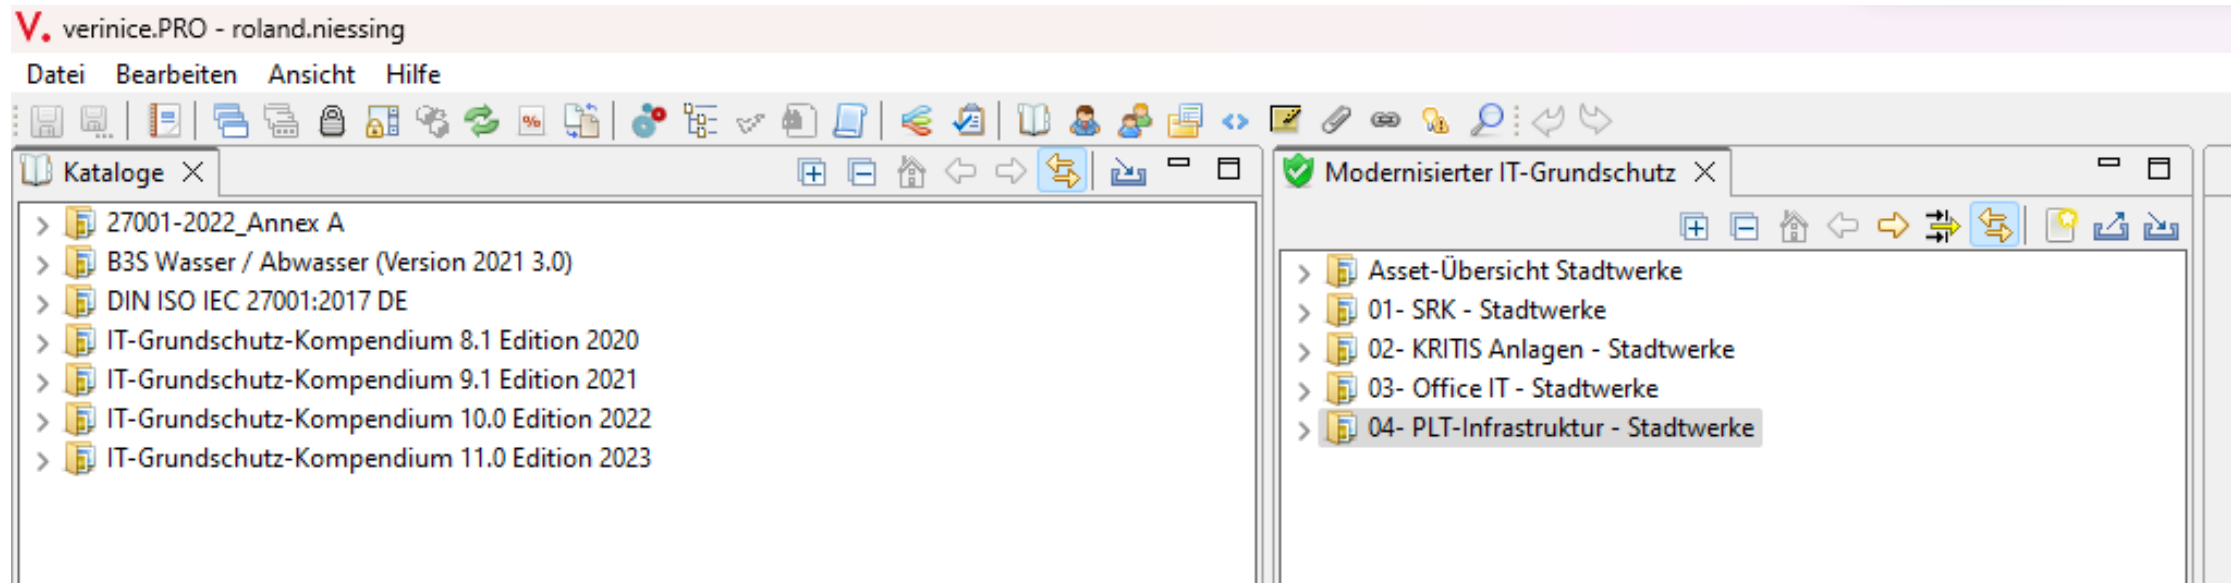 verinice.PRO - roland.niessing
Datei Bearbeiten Ansicht Hilfe
Kataloge
27001-2022_Annex A
B3S Wasser / Abwasser (Version 2021 3.0)
DIN ISO IEC 27001:2017 DE
IT-Grundschutz-Kompendium 8.1 Edition 2020
IT-Grundschutz-Kompendium 9.1 Edition 2021
IT-Grundschutz-Kompendium 10.0 Edition 2022
IT-Grundschutz-Kompendium 11.0 Edition 2023
Modernisierter IT-Grundschutz
Asset-Übersicht Stadtwerke
01- SRK - Stadtwerke
02- KRITIS Anlagen - Stadtwerke
03- Office IT - Stadtwerke
04- PLT-Infrastruktur - Stadtwerke